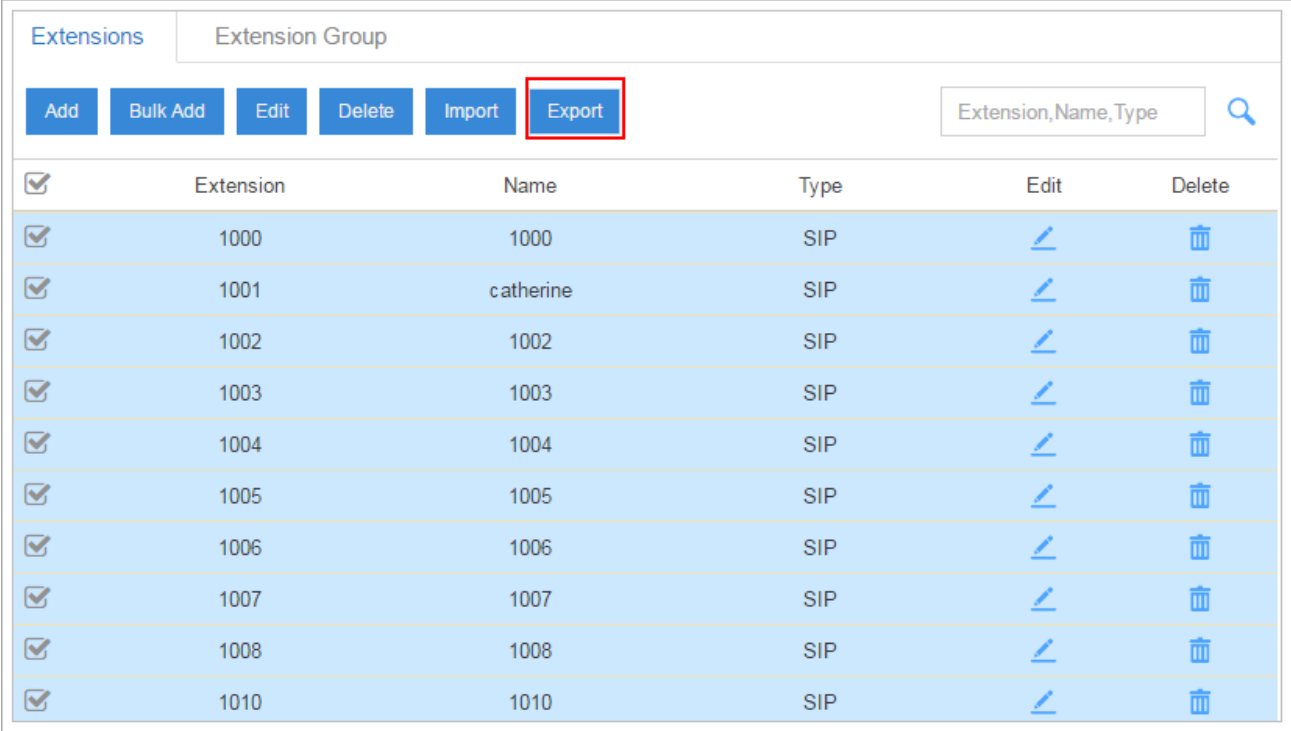 Extensions Extension Group
Add Bulk Add Edit Delete Import Export Extension,Name,Type
Extension Name Type Edit Delete
1000 1000 SIP
1001 catherine SIP
1002 1002 SIP
1003 1003 SIP
1004 1004 SIP
1005 1005 SIP
1006 1006 SIP
1007 1007 SIP
1008 1008 SIP
1010 1010 SIP